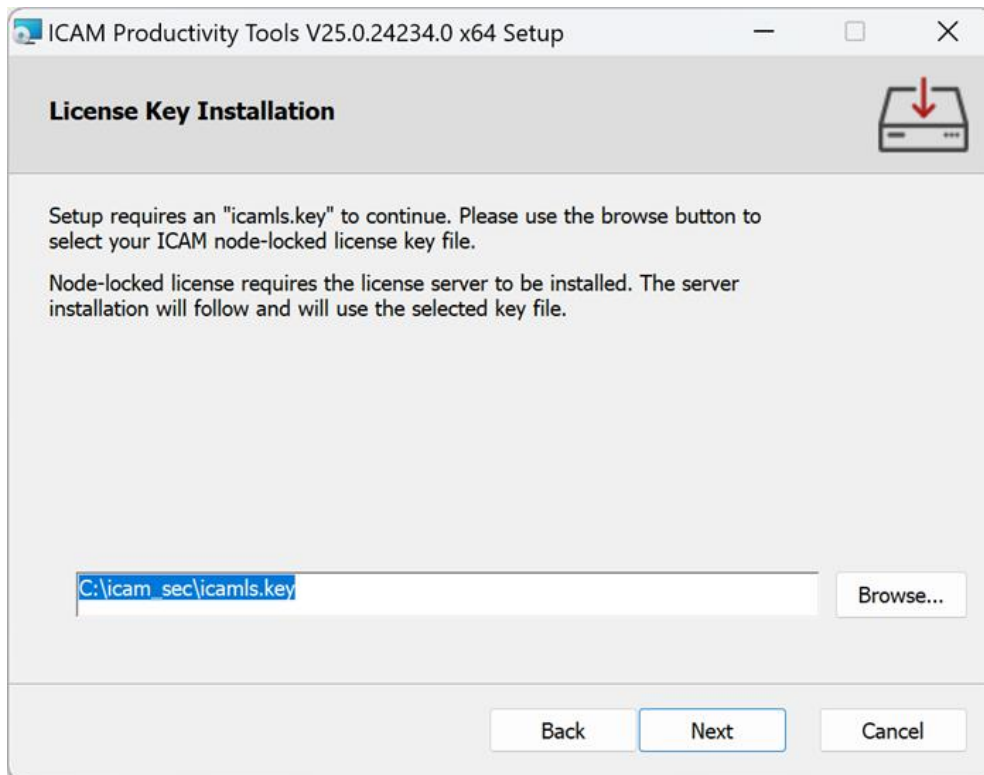 ICAM Productivity Tools V25.0.24234.0 x64 Setup
License Key Installation
Setup requires an "icamls.key" to continue. Please use the browse button to
select your ICAM node-locked license key file.
Node-locked license requires the license server to be installed. The server
installation will follow and will use the selected key file.
C:\icam_sec\icamls.key
Browse...
Back
Next
Cancel